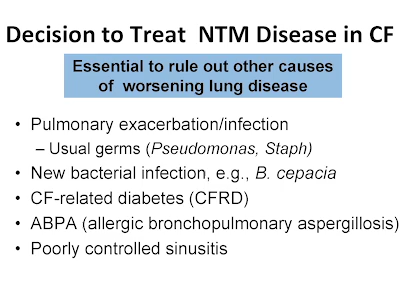 Decision to Treat NTM Disease in CF
Essential to rule out other causes
of worsening lung disease
• Pulmonary exacerbation/infection
– Usual germs (Pseudomonas, Staph)
• New bacterial infection, e.g., B. cepacia
• CF-related diabetes (CFRD)
• ABPA (allergic bronchopulmonary aspergillosis)
• Poorly controlled sinusitis